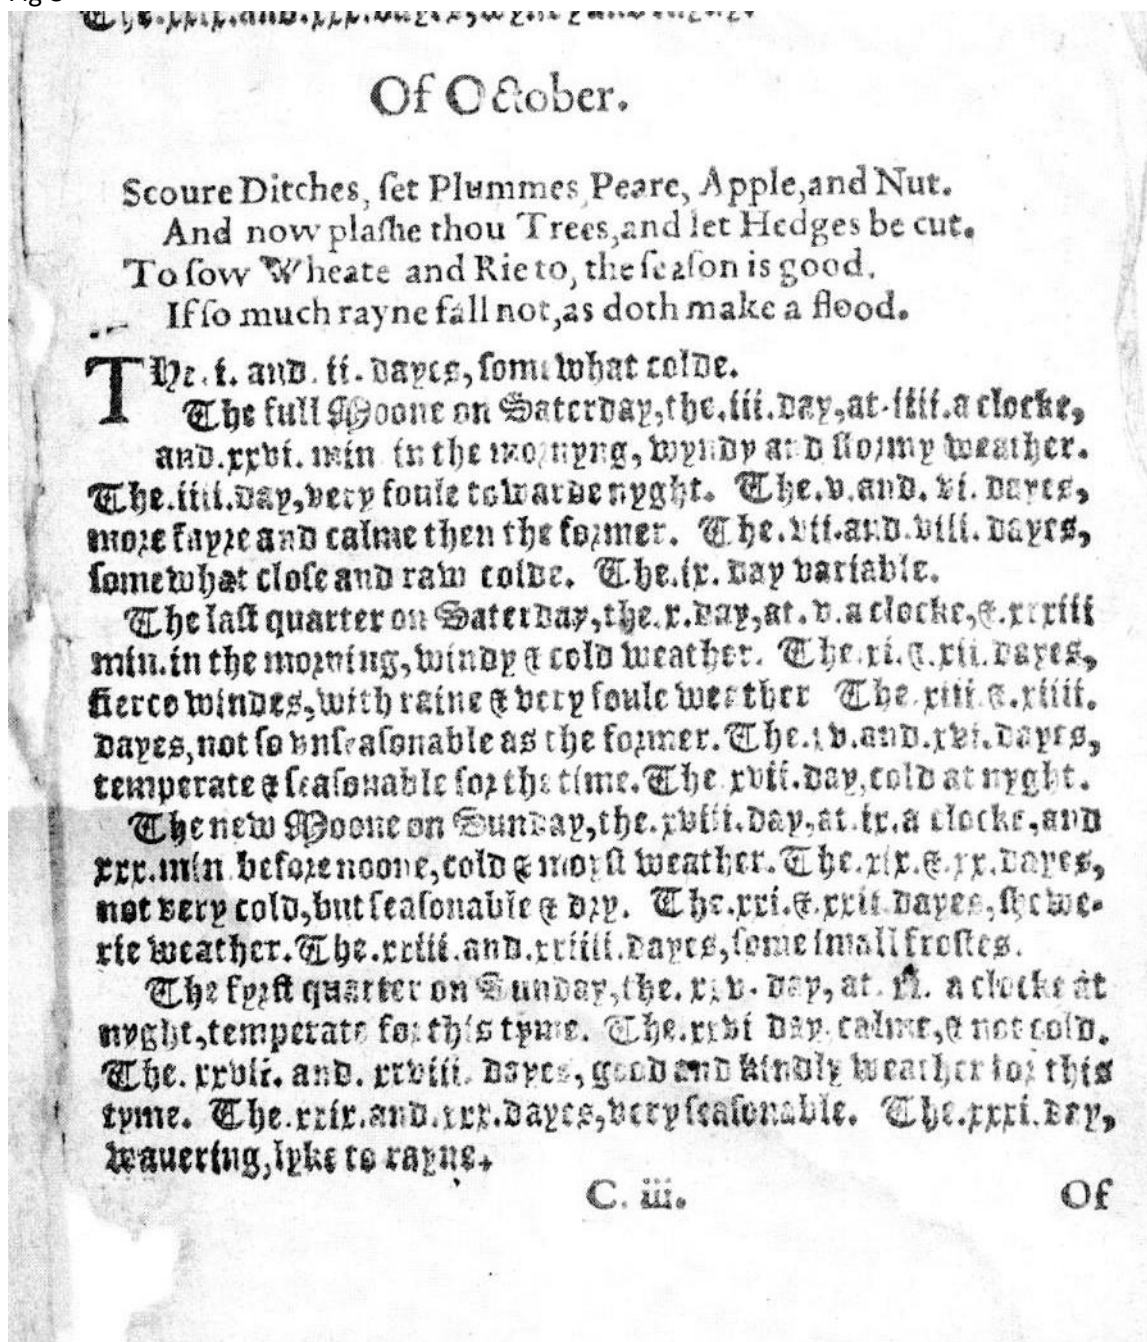 Fig
The.xxix.and.xxx.dayes,
Of October.
Scoure Ditches, ſet Plummes, Peare, Apple, and Nut.
And now plaſhe thou Trees, and let Hedges be cut.
To ſow Wheate and Rie to, the ſeaſon is good.
If ſo much rayne fall not, as doth make a flood.
THe.i. and.ii. dayes, ſomewhat colde.
The full Moone on Saterday, the.iii.day, at.iiii.a clocke,
and.xxvi.min in the mornyng, wyndy and ſtormy weather.
The.iiii.day, very foule towarde nyght. The.v.and.vi. dayes,
more fayre and calme then the former. The.vii.and.viii. dayes,
ſomewhat cloſe and raw colde. The.ix. day variable.
The laſt quarter on Saterday, the.x.day, at.v.a clocke, &.xxxiii
min.in the morning, windy & cold weather. The.xi.&.xii.dayes,
fierce windes, with raine & very foule weather The.xiii.&.xiiii.
dayes, not ſo vnſeaſonable as the former. The.xv.and.xvi.dayes,
temperate & ſeaſonable for the time. The.xvii.day, cold at nyght.
The new Moone on Sunday, the.xviii.day, at.ix.a clocke, and
xxx.min before noone, cold & moyſt weather. The.xix.&.xx.dayes,
not very cold, but ſeaſonable & dry. The.xxi.&.xxii.dayes, ſhewe-
rie weather. The.xxiii.and.xxiiii.dayes, ſome ſmall froſtes.
The fyrſt quarter on Sunday, the.xxv. day, at. a clocke at
nyght, temperate for this tyme. The.xxvi day calme, & not cold.
The.xxvii. and.xxviii. dayes, good and kindly weather for this
tyme. The.xxix.and.xxx.dayes, very ſeaſonable. The.xxxi.day,
wauering, lyke to rayne.
C. iii. Of